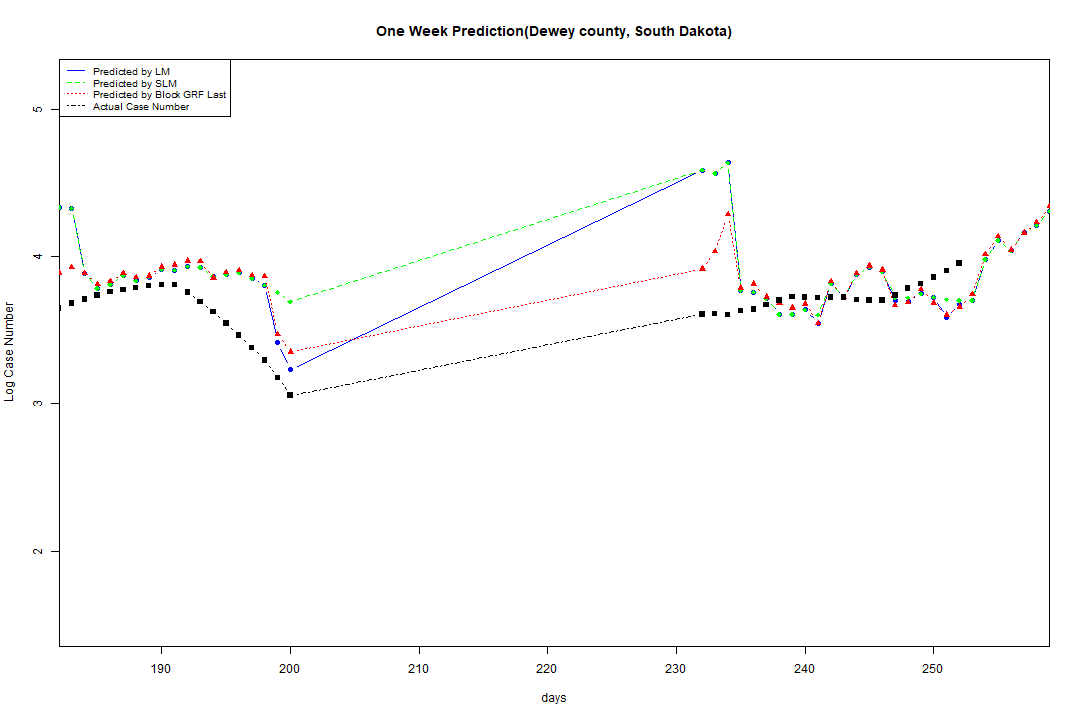 One Week Prediction(Dewey county, South Dakota)
Predicted by LM
Predicted by SLM
Predicted by Block GRF Last
Actual Case Number
5
4
3
2
Log Case Number
190 200 210 220 230 240 250
days